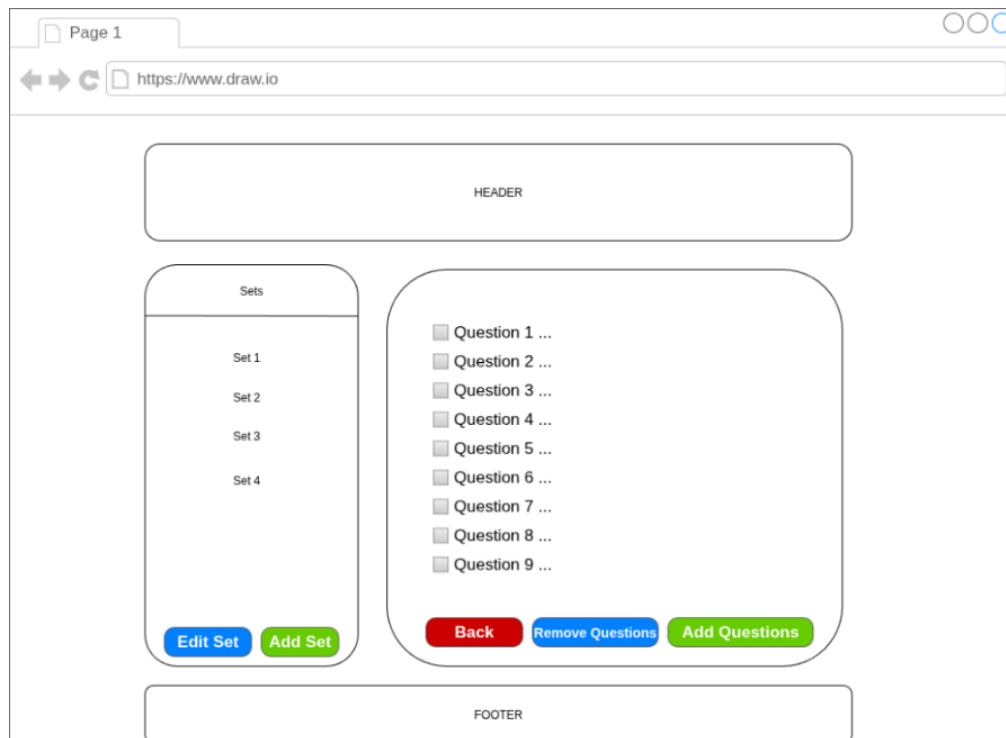 Page 1
https://www.draw.io
HEADER
Sets
Set 1
Set 2
Set 3
Set 4
Edit Set
Add Set
Question 1 ...
Question 2 ...
Question 3 ...
Question 4 ...
Question 5 ...
Question 6 ...
Question 7 ...
Question 8 ...
Question 9 ...
Back
Remove Questions
Add Questions
FOOTER